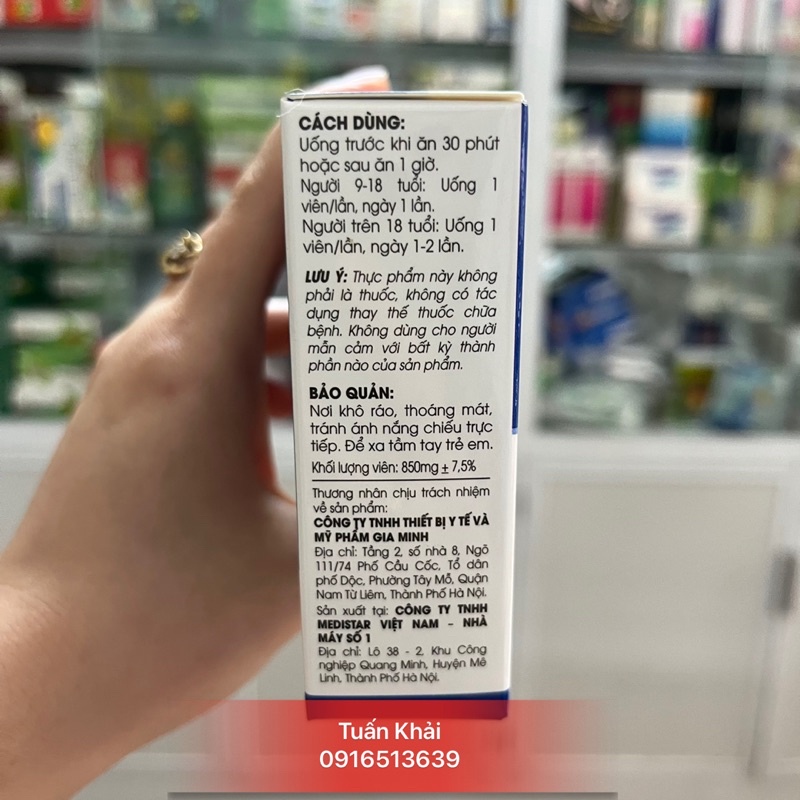 CÁCH DÙNG:
Uống trước khi ăn 30 phút
hoặc sau ăn 1 giờ.
Người 9-18 tuổi: Uống 1
viên/lần, ngày 1 lần.
Người trên 18 tuổi: Uống 1
viên/lần, ngày 1-2 lần.
LƯU Ý: Thực phẩm này không
phải là thuốc, không có tác
dụng thay thế thuốc chữa
bệnh. Không dùng cho người
mẫn cảm với bất kỳ thành
phần nào của sản phẩm.
BẢO QUẢN:
Nơi khô ráo, thoáng mát,
tránh ánh nắng chiếu trực
tiếp. Để xa tầm tay trẻ em.
Khối lượng viên: 850mg ± 7,5%
Thương nhân chịu trách nhiệm
về sản phẩm:
CÔNG TY TNHH THIẾT BỊ Y TẾ VÀ
MỸ PHẨM GIA MINH
Địa chỉ: Tầng 2, số nhà 8, Ngõ
111/74 Phố Cầu Cốc, Tổ dân
phố Dộc, Phường Tây Mỗ, Quận
Nam Từ Liêm, Thành Phố Hà Nội.
Sản xuất tại: CÔNG TY TNHH
MEDISTAR VIỆT NAM - NHÀ
MÁY SỐ 1
Địa chỉ: Lô 38 - 2, Khu Công
nghiệp Quang Minh, Huyện Mê
Linh, Thành Phố Hà Nội.
Tuấn Khải
0916513639